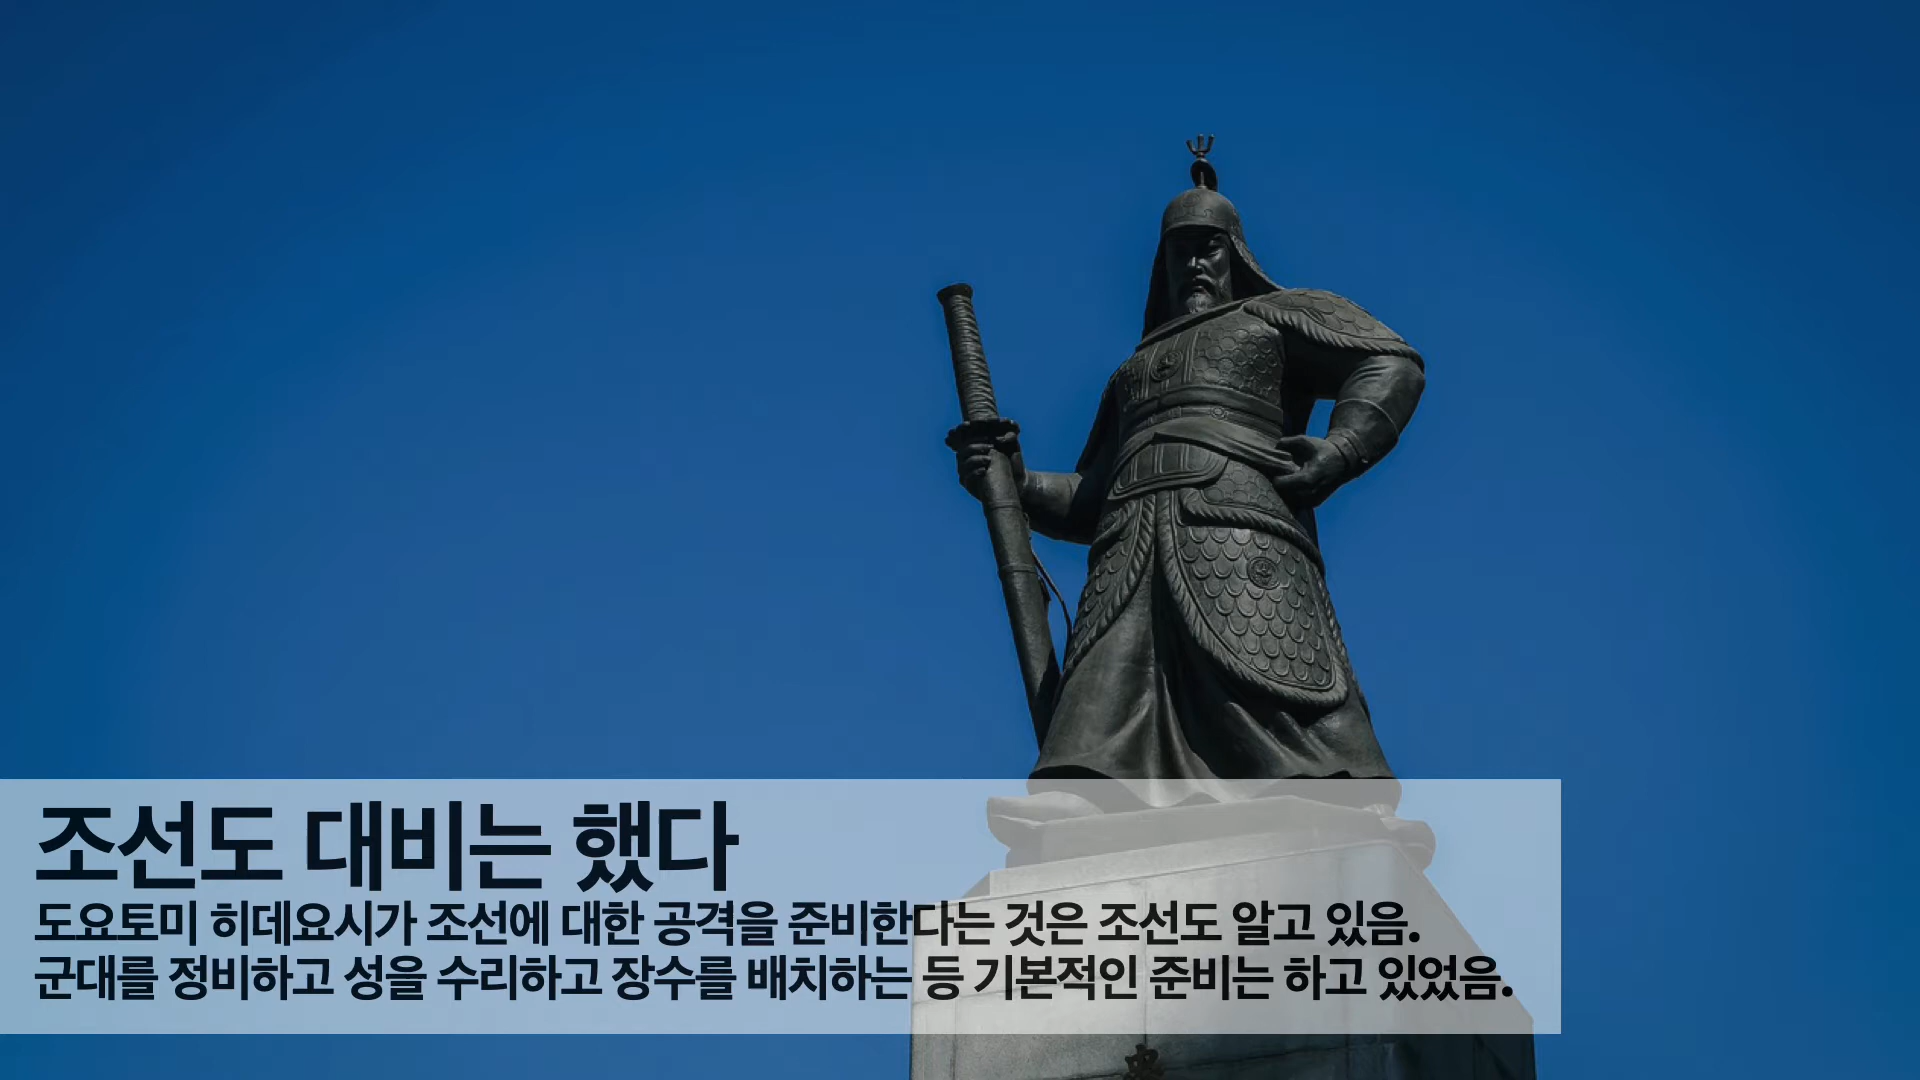 조선도 대비는 했다
도요토미 히데요시가 조선에 대한 공격을 준비한다는 것은 조선도 알고 있음.
군대를 정비하고 성을 수리하고 장수를 배치하는 등 기본적인 준비는 하고 있었음.